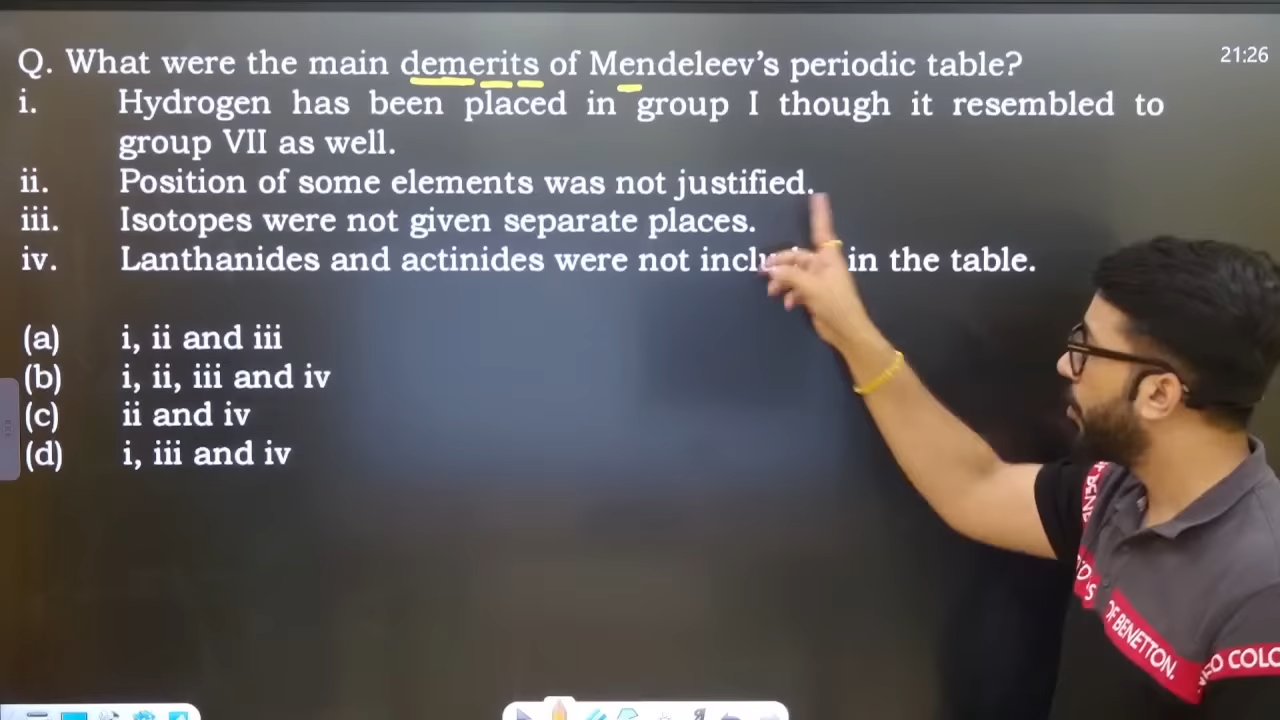 Q. What were the main demerits of Mendeleev's periodic table?
21:26
i. Hydrogen has been placed in group I though it resembled to
group VII as well.
ii. Position of some elements was not justified.
iii. Isotopes were not given separate places.
iv. Lanthanides and actinides were not in the table.
(a) i, ii and iii
(b) i, ii, iii and iv
(c) ii and iv
(d) i, iii and iv
OF BENETTON.
COLO